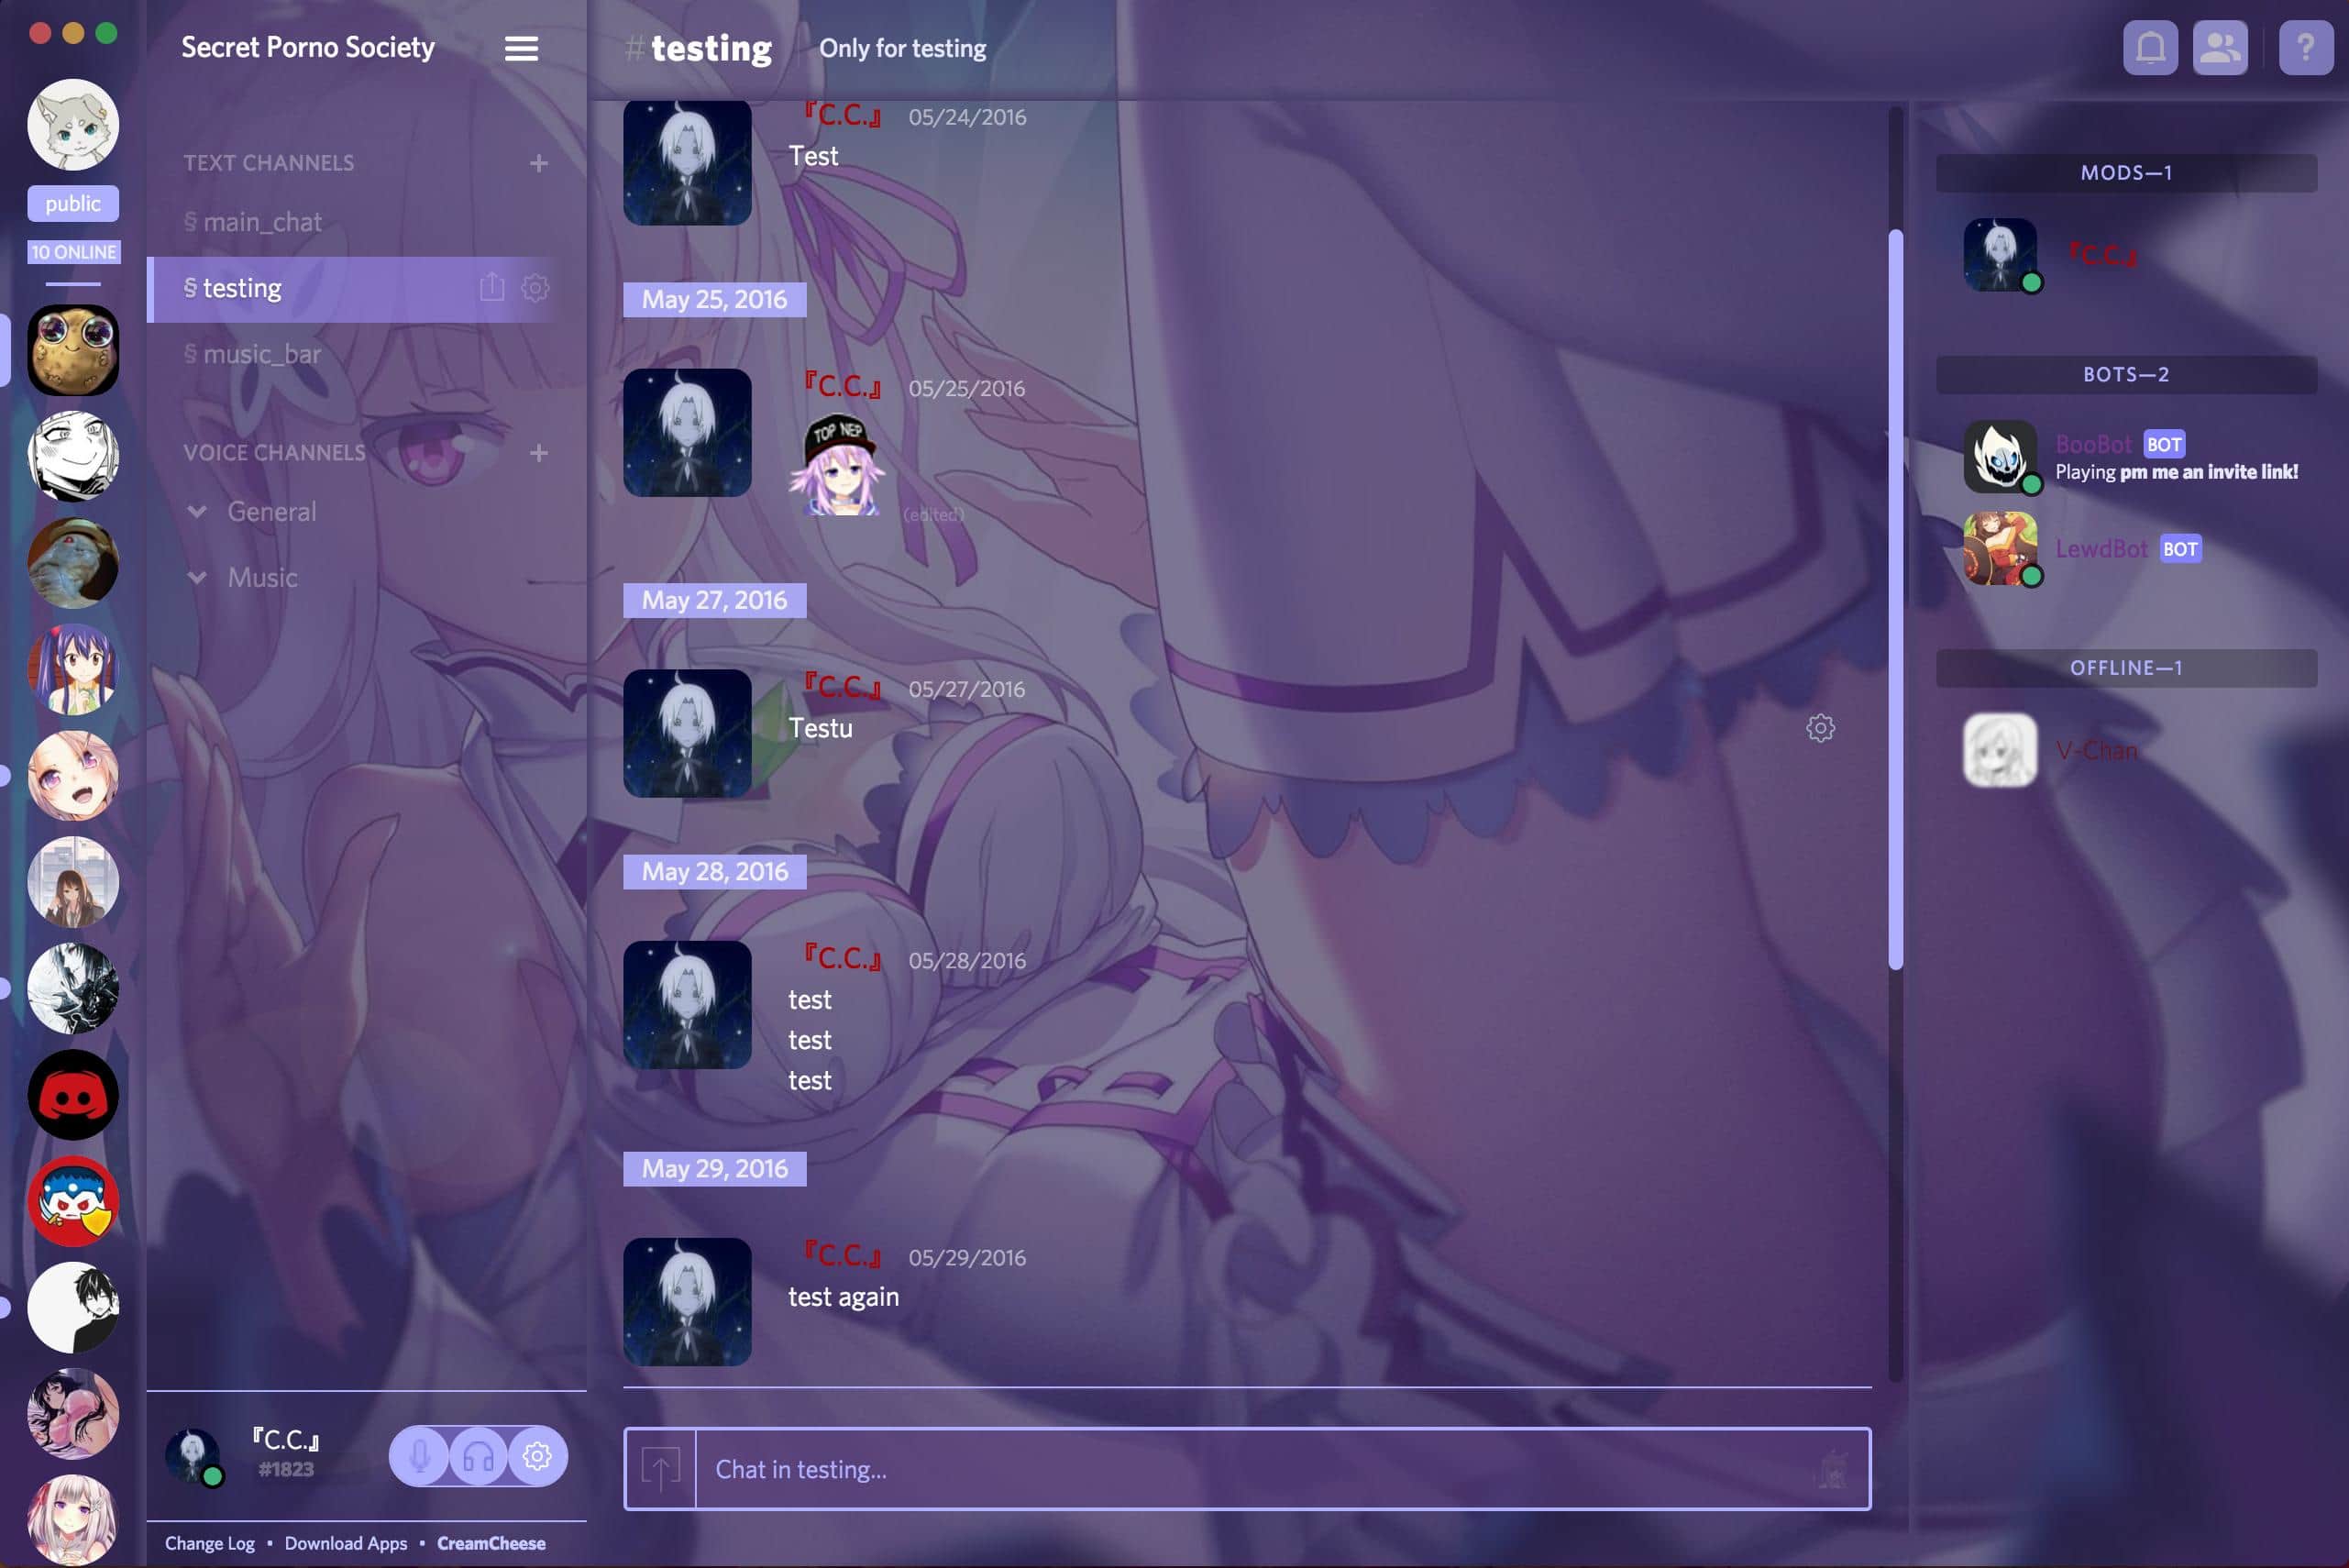 Secret Porno Society
public
10 ONLINE
TEXT CHANNELS
§ main_chat
§ testing
§ music_bar
VOICE CHANNELS
General
Music
『C.C.』
#1823
Change Log • Download Apps • CreamCheese
# testing Only for testing
『C.C.』 05/24/2016
Test
May 25, 2016
『C.C.』 05/25/2016
TOP NEP
(edited)
May 27, 2016
『C.C.』 05/27/2016
Testu
May 28, 2016
『C.C.』 05/28/2016
test
test
test
May 29, 2016
『C.C.』 05/29/2016
test again
Chat in testing...
?
MODS—1
『C.C.』
BOTS—2
BooBot BOT
Playing pm me an invite link!
LewdBot BOT
OFFLINE—1
V-Chan